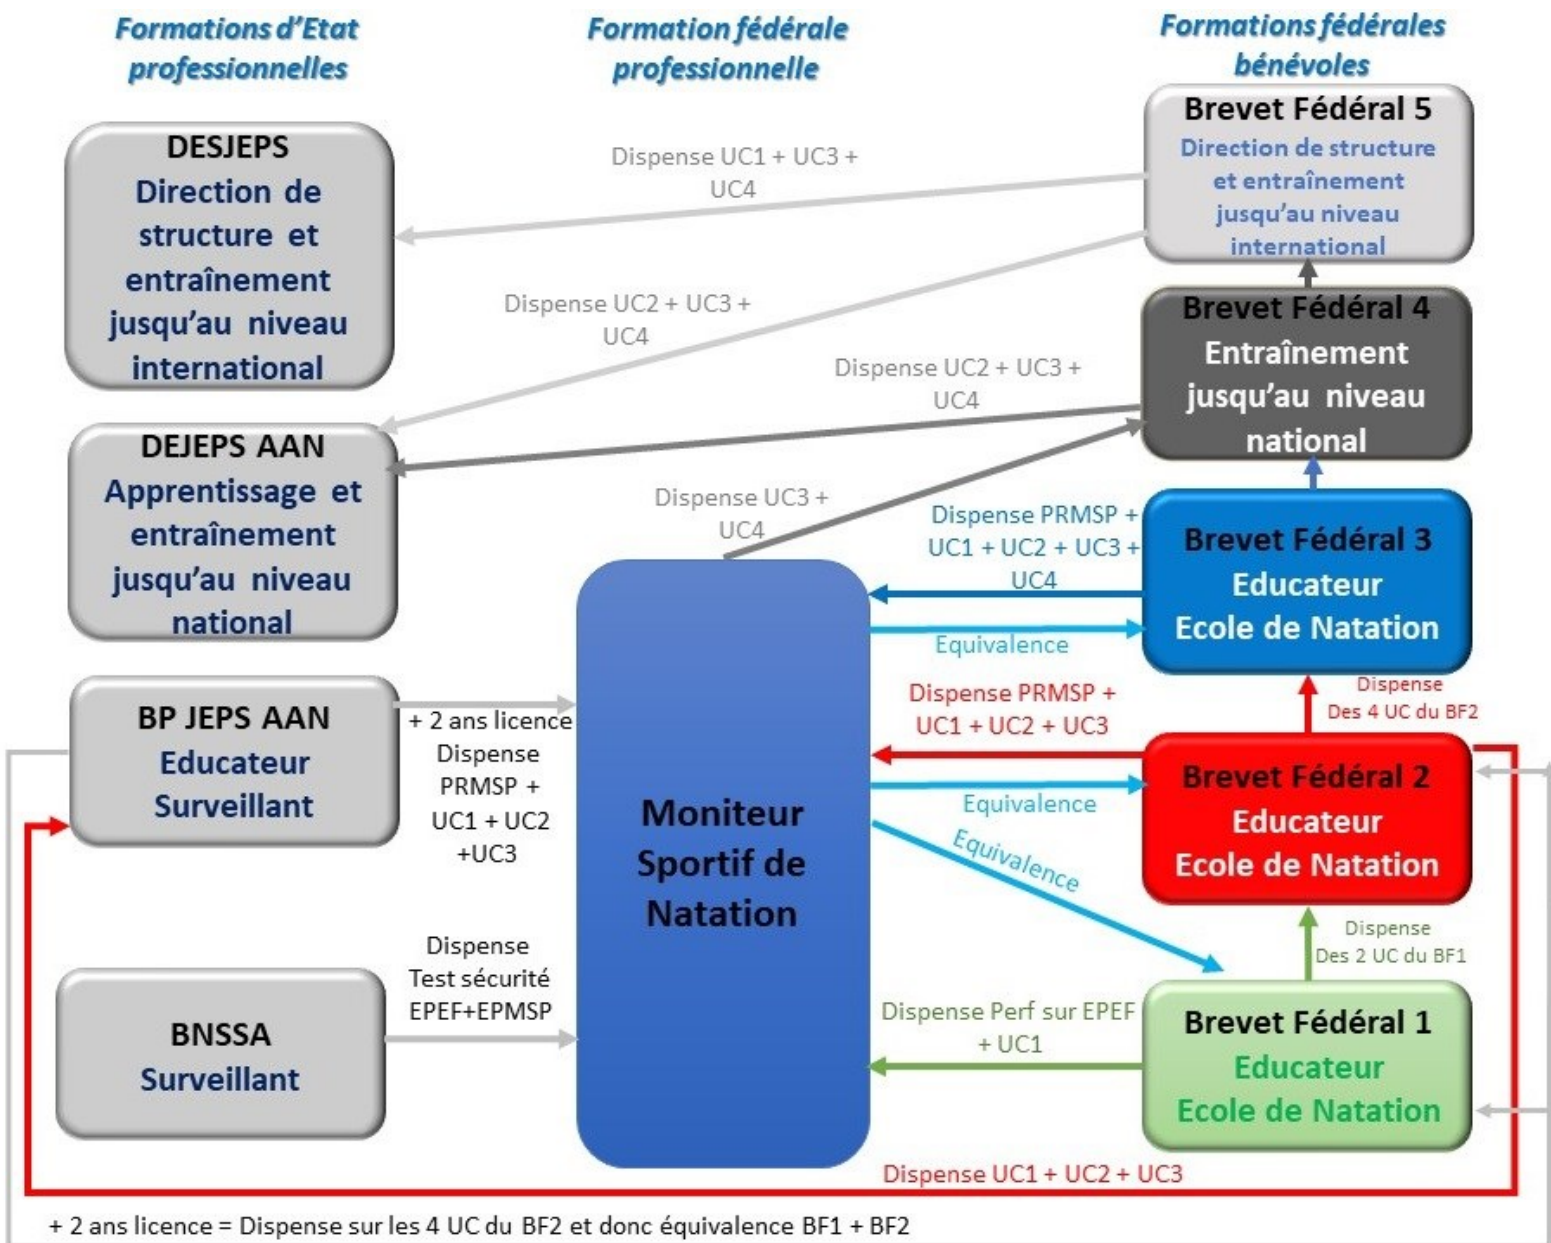 Formations d'Etat
professionnelles
Formation fédérale
professionnelle
Formations fédérales
bénévoles
DESJEPS
Direction de
structure et
entraînement
jusqu'au niveau
international
Dispense UC1 + UC3 +
UC4
Brevet Fédéral 5
Direction de structure
et entraînement
jusqu'au niveau
international
Dispense UC2 + UC3 +
UC4
Brevet Fédéral 4
Entraînement
jusqu'au niveau
national
Dispense UC2 + UC3 +
UC4
DEJEPS AAN
Apprentissage et
entraînement
jusqu'au niveau
national
Dispense UC3 +
UC4
Dispense PRMSP +
UC1 + UC2 + UC3 +
UC4
Equivalence
Brevet Fédéral 3
Educateur
Ecole de Natation
BP JEPS AAN
Educateur
Surveillant
+ 2 ans licence
Dispense
PRMSP +
UC1 + UC2
+UC3
Moniteur
Sportif de
Natation
Dispense PRMSP +
UC1 + UC2 + UC3
Equivalence
Equivalence
Dispense
Des 4 UC du BF2
Brevet Fédéral 2
Educateur
Ecole de Natation
Dispense
Des 2 UC du BF1
BNSSA
Surveillant
Dispense
Test sécurité
EPEF+EPMSP
Dispense Perf sur EPEF
+ UC1
Brevet Fédéral 1
Educateur
Ecole de Natation
Dispense UC1 + UC2 + UC3
+ 2 ans licence = Dispense sur les 4 UC du BF2 et donc équivalence BF1 + BF2